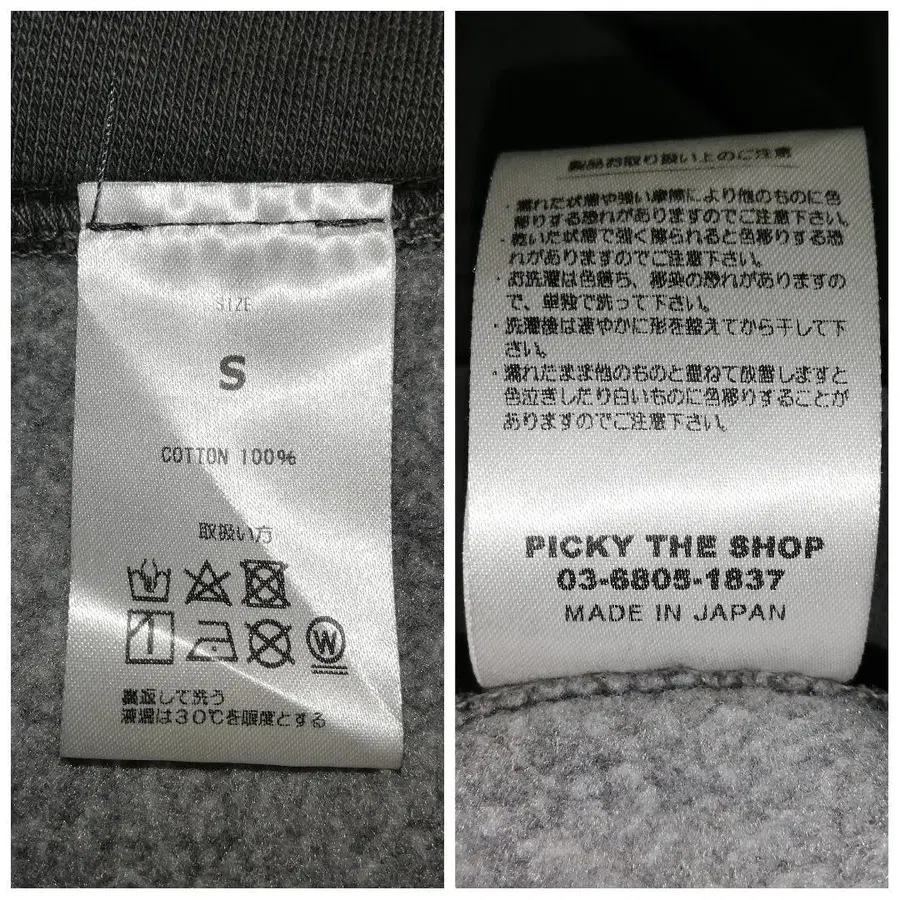 SIZE
S
COTTON 100%
取扱い方
W
裏返して洗う
液温は30℃を限度とする
製品お取り扱い上のご注意
・濡れた状態や強い摩擦により他のものに色
移りする恐れがありますのでご注意下さい。
・乾いた状態で強く擦られると色移りする恐
れがありますのでご注意下さい。
・お洗濯は色落ち、移染の恐れがありますの
で、単独で洗って下さい。
・洗濯後は速やかに形を整えてから干して下
さい。
・濡れたまま他のものと重ねて放置しますと
色泣きしたり白いものに色移りすることが
ありますのでご注意下さい。
PICKY THE SHOP
03-6805-1837
MADE IN JAPAN